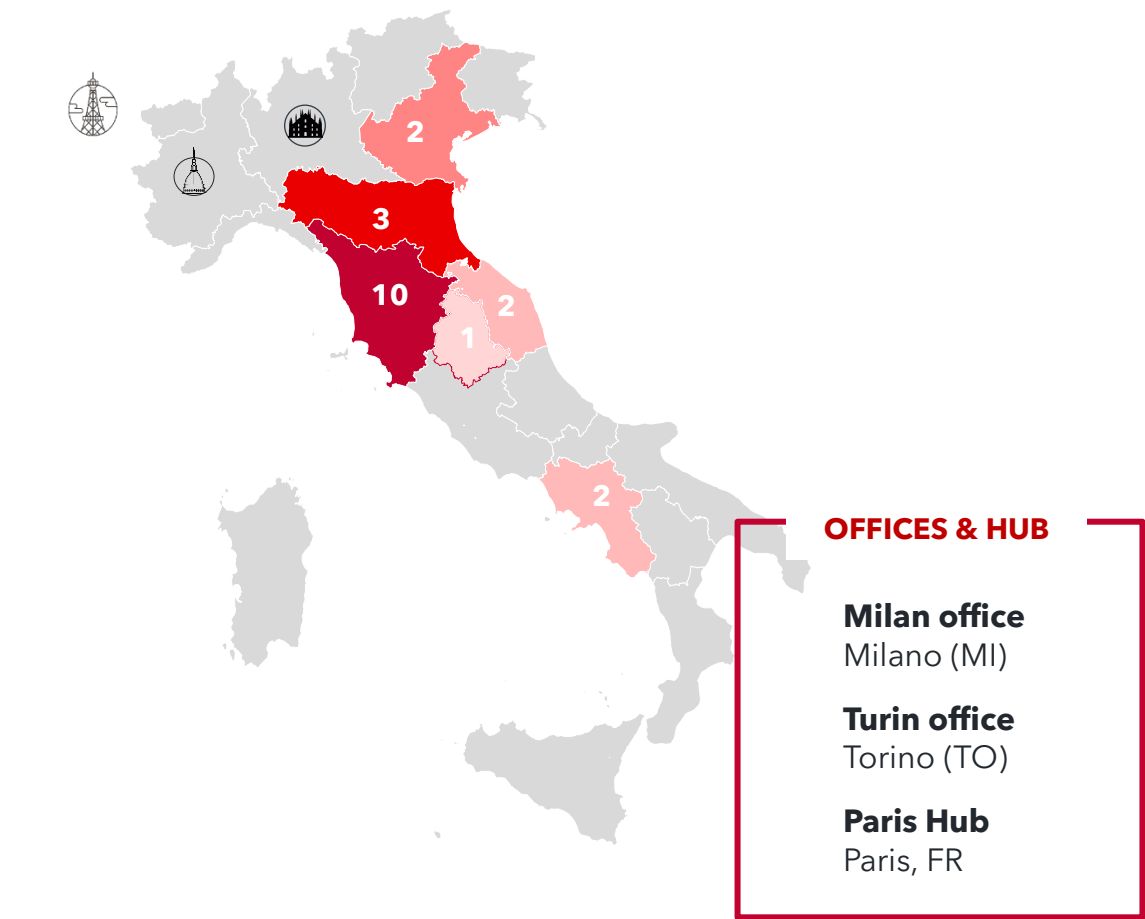 2
3
10
2
1
2
OFFICES & HUB
Milan office
Milano (MI)
Turin office
Torino (TO)
Paris Hub
Paris, FR